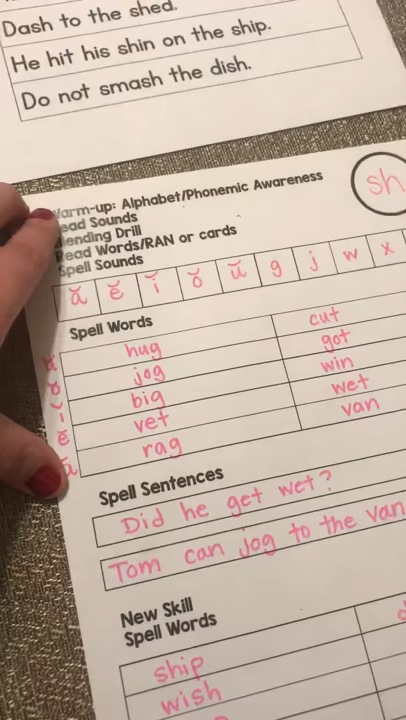 Dash to the shed.
He hit his shin on the ship.
Do not smash the dish.
Warm-up: Alphabet/Phonemic Awareness
Read Sounds
Blending Drill
Read Words/RAN or cards
Spell Sounds
sh
ă ĕ ĭ ŏ ŭ g j w x
Spell Words
ŭ hug cut
ŏ jog got
ĭ big win
ĕ vet wet
ă rag van
Spell Sentences
Did he get wet?
Tom can jog to the van
New Skill
Spell Words
ship
wish